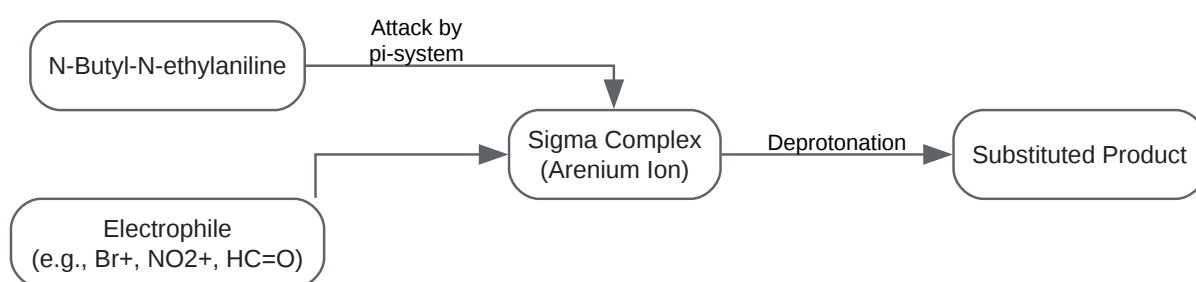 N-Butyl-N-ethylaniline
Attack by
pi-system
Sigma Complex
(Arenium Ion)
Deprotonation
Substituted Product
Electrophile
(e.g., Br+, NO2+, HC=O)